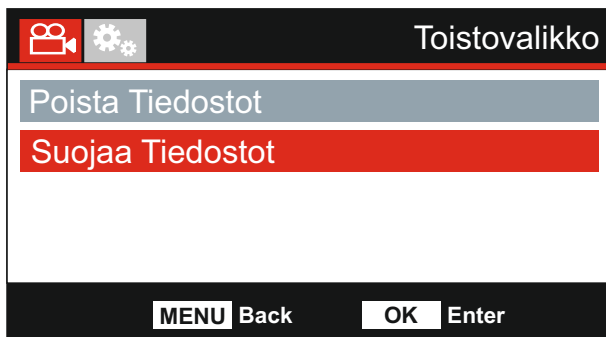 Toistovalikko
Poista Tiedostot
Suojaa Tiedostot
MENU Back OK Enter